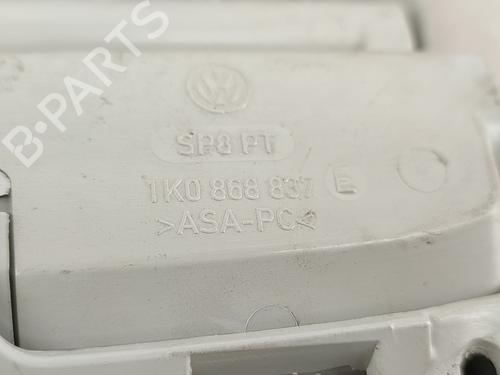 B-PARTS
SP8 PT
1K0 868 837 E
>ASA-PC<